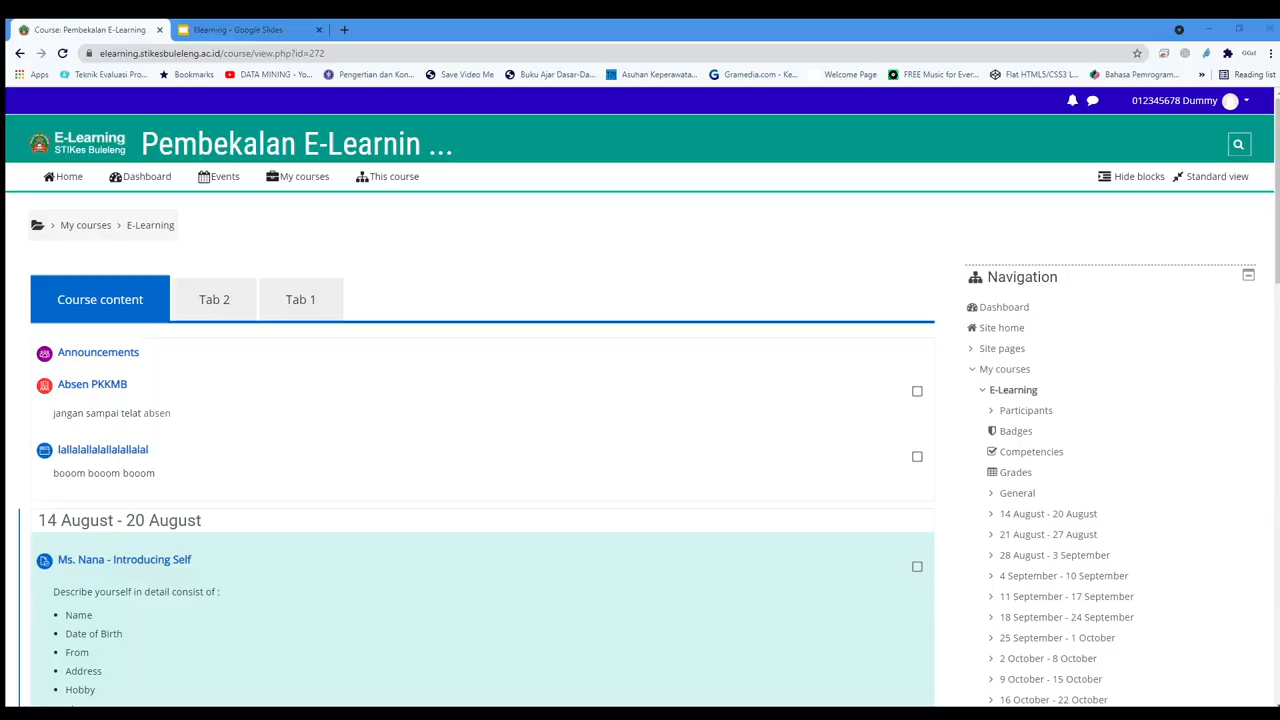 Course: Pembekalan E-Learning
Elearning - Google Slides
elearning.stikesbuleleng.ac.id/course/view.php?id=272
Apps
Teknik Evaluasi Pro...
Bookmarks
DATA MINING - Yo...
Pengertian dan Kon...
Save Video Me
Buku Ajar Dasar-Da...
Asuhan Keperawata...
Gramedia.com - Ke...
Welcome Page
FREE Music for Ever...
Flat HTML5/CSS3 L...
Bahasa Pemrogram...
»
Reading list
012345678 Dummy
E-Learning
STIKes Buleleng
Pembekalan E-Learnin ...
Home
Dashboard
Events
My courses
This course
Hide blocks
Standard view
My courses
E-Learning
Course content
Tab 2
Tab 1
Announcements
Absen PKKMB
jangan sampai telat absen
lallalallalallalallalal
booom booom booom
14 August - 20 August
Ms. Nana - Introducing Self
Describe yourself in detail consist of :
Name
Date of Birth
From
Address
Hobby
Navigation
Dashboard
Site home
Site pages
My courses
E-Learning
Participants
Badges
Competencies
Grades
General
14 August - 20 August
21 August - 27 August
28 August - 3 September
4 September - 10 September
11 September - 17 September
18 September - 24 September
25 September - 1 October
2 October - 8 October
9 October - 15 October
16 October - 22 October